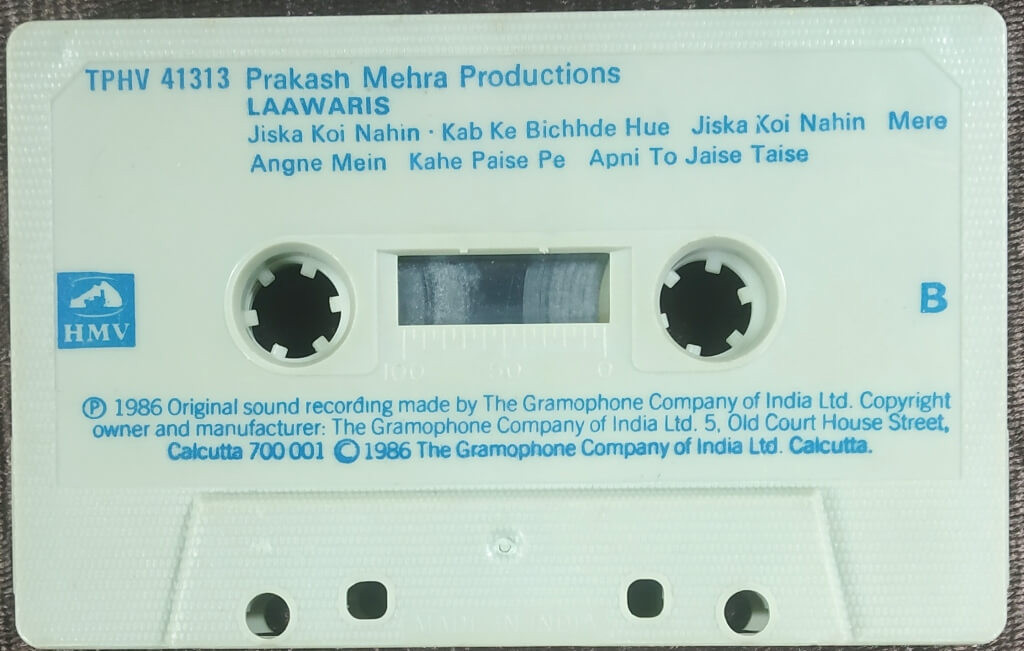 TPHV 41313 Prakash Mehra Productions
LAAWARIS
Jiska Koi Nahin · Kab Ke Bichhde Hue Jiska Koi Nahin Mere
Angne Mein Kahe Paise Pe Apni To Jaise Taise
HMV
B
100 50 0
Ⓟ 1986 Original sound recording made by The Gramophone Company of India Ltd. Copyright
owner and manufacturer: The Gramophone Company of India Ltd. 5, Old Court House Street,
Calcutta 700 001 © 1986 The Gramophone Company of India Ltd. Calcutta.